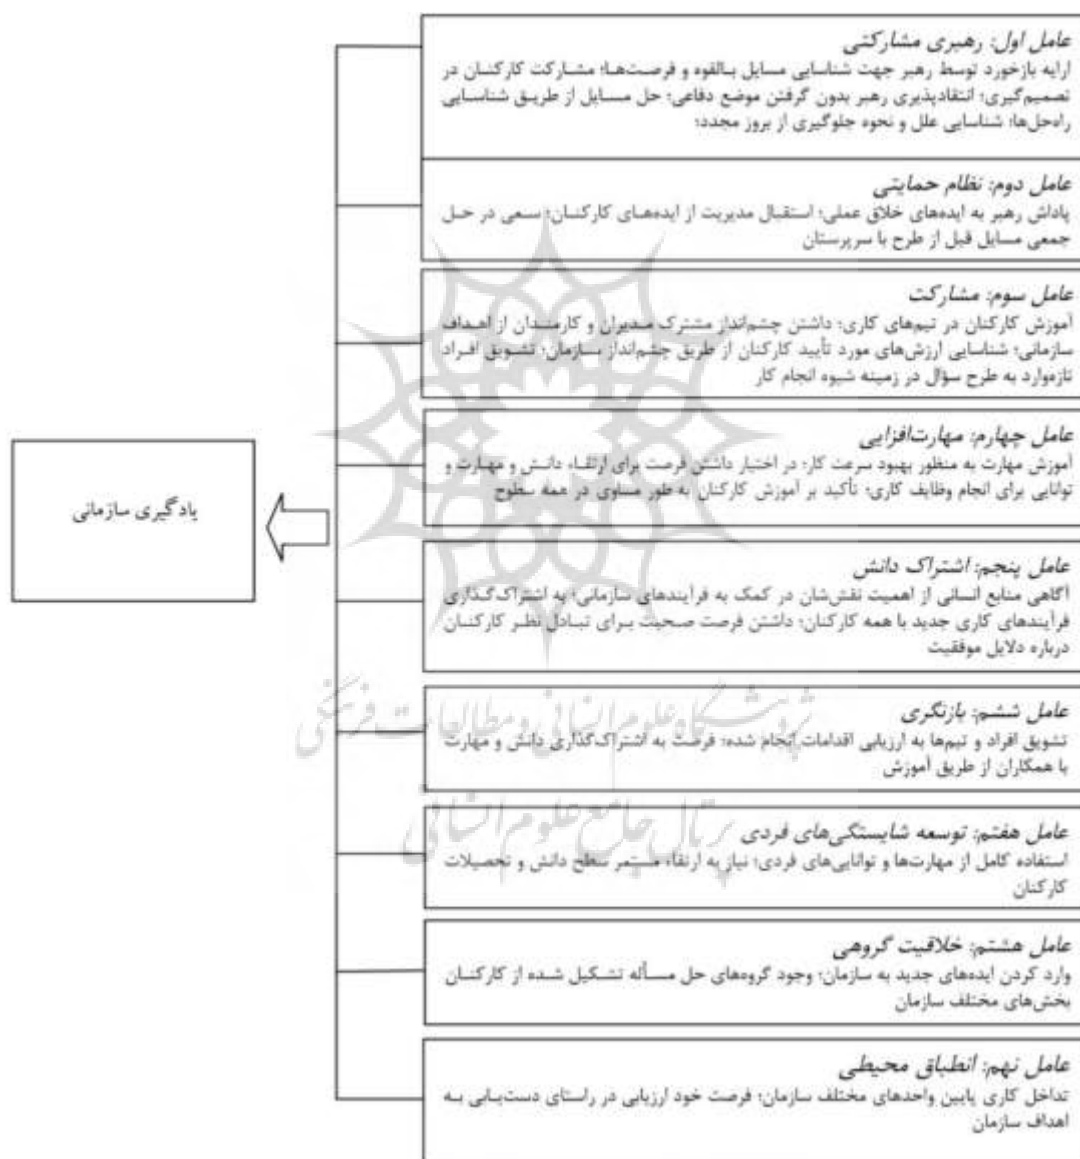 عامل اول: رهبری مشارکتی
ارایه بازخورد توسط رهبر جهت شناسایی مسایل بالقوه و فرصت‌ها؛ مشارکت کارکنان در
تصمیم‌گیری؛ انتقادپذیری رهبر بدون گرفتن موضع دفاعی؛ حل مسایل از طریق شناسایی
راه‌حل‌ها؛ شناسایی علل و نحوه جلوگیری از بروز مجدد؛
عامل دوم: نظام حمایتی
پاداش رهبر به ایده‌های خلاق عملی؛ استقبال مدیریت از ایده‌های کارکنان؛ سعی در حل
جمعی مسایل قبل از طرح با سرپرستان
عامل سوم: مشارکت
آموزش کارکنان در تیم‌های کاری؛ داشتن چشم‌انداز مشترک مدیران و کارمندان از اهداف
سازمانی؛ شناسایی ارزش‌های مورد تأیید کارکنان از طریق چشم‌انداز سازمان؛ تشویق افراد
تازه‌وارد به طرح سؤال در زمینه شیوه انجام کار
عامل چهارم: مهارت‌افزایی
آموزش مهارت به منظور بهبود سرعت کار؛ در اختیار داشتن فرصت برای ارتقاء دانش و مهارت و
توانایی برای انجام وظایف کاری؛ تأکید بر آموزش کارکنان به طور مساوی در همه سطوح
یادگیری سازمانی
عامل پنجم: اشتراک دانش
آگاهی منابع انسانی از اهمیت نقش‌شان در کمک به فرآیندهای سازمانی؛ به اشتراک‌گذاری
فرآیندهای کاری جدید با همه کارکنان؛ داشتن فرصت صحبت برای تبادل نظر کارکنان
درباره دلایل موفقیت
عامل ششم: بازنگری
تشویق افراد و تیم‌ها به ارزیابی اقدامات انجام شده؛ فرصت به اشتراک‌گذاری دانش و مهارت
با همکاران از طریق آموزش
پژوهشگاه علوم انسانی و مطالعات فرهنگی
پرتال جامع علوم انسانی
عامل هفتم: توسعه شایستگی‌های فردی
استفاده کامل از مهارت‌ها و توانایی‌های فردی؛ نیاز به ارتقاء مستمر سطح دانش و تحصیلات
کارکنان
عامل هشتم: خلاقیت گروهی
وارد کردن ایده‌های جدید به سازمان؛ وجود گروه‌های حل مسأله تشکیل شده از کارکنان
بخش‌های مختلف سازمان
عامل نهم: انطباق محیطی
تداخل کاری پایین واحدهای مختلف سازمان؛ فرصت خود ارزیابی در راستای دست‌یابی به
اهداف سازمان